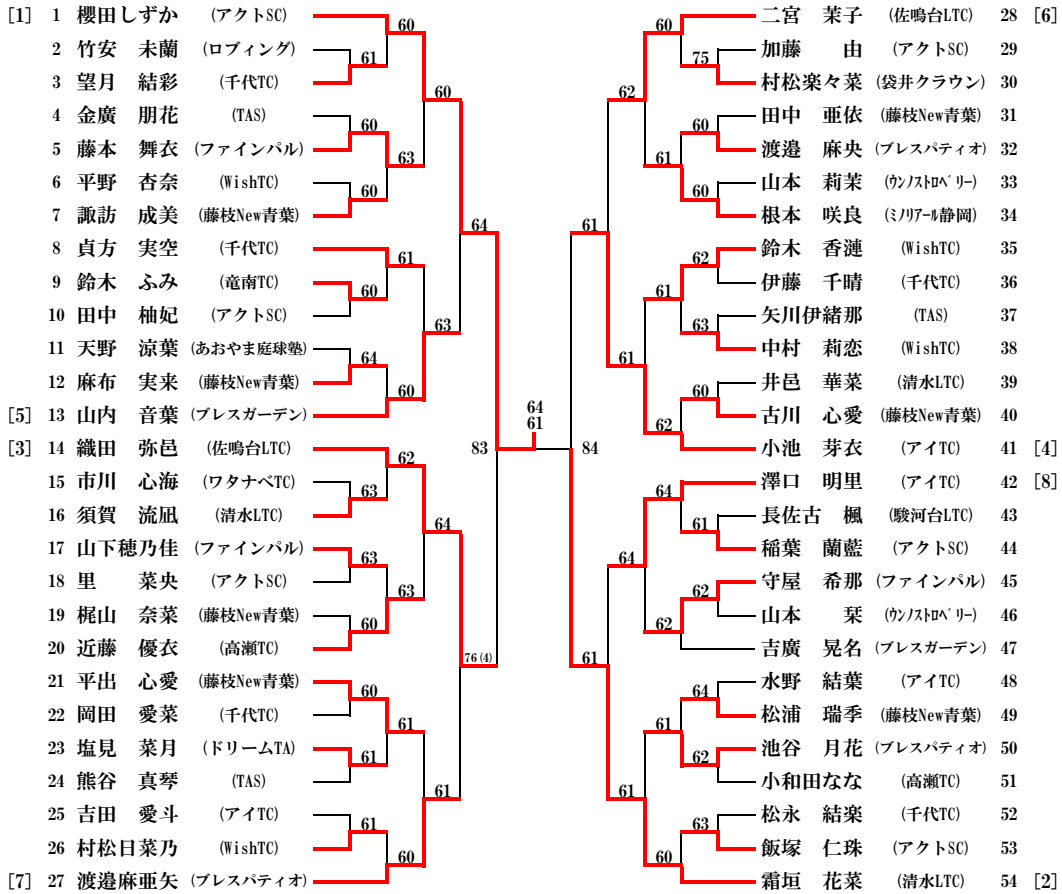 [1] 1 櫻田しずか (アクトSC)
2 竹安 未蘭 (ロブィング)
3 望月 結彩 (千代TC)
4 金廣 朋花 (TAS)
5 藤本 舞衣 (ファインパル)
6 平野 杏奈 (WishTC)
7 諏訪 成美 (藤枝New青葉)
8 貞方 実空 (千代TC)
9 鈴木 ふみ (竜南TC)
10 田中 柚妃 (アクトSC)
11 天野 涼葉 (あおやま庭球塾)
12 麻布 実来 (藤枝New青葉)
[5] 13 山内 音葉 (ブレスガーデン)
[3] 14 織田 弥邑 (佐鳴台LTC)
15 市川 心海 (ワタナベTC)
16 須賀 流凪 (清水LTC)
17 山下穂乃佳 (ファインパル)
18 里 菜央 (アクトSC)
19 梶山 奈菜 (藤枝New青葉)
20 近藤 優衣 (高瀬TC)
21 平出 心愛 (藤枝New青葉)
22 岡田 愛菜 (千代TC)
23 塩見 菜月 (ドリームTA)
24 熊谷 真琴 (TAS)
25 吉田 愛斗 (アイTC)
26 村松日菜乃 (WishTC)
[7] 27 渡邉麻亜矢 (ブレスパティオ)
60
61
60
60
63
60
64
61
60
63
64
60
83
62
63
64
63
63
60
76(4)
60
61
61
61
61
60
64
61
84
60
75
62
60
61
60
61
62
61
63
61
60
62
64
61
64
62
62
61
64
61
62
61
63
60
二宮 茉子 (佐鳴台LTC) 28 [6]
加藤 由 (アクトSC) 29
村松楽々菜 (袋井クラウン) 30
田中 亜依 (藤枝New青葉) 31
渡邉 麻央 (ブレスパティオ) 32
山本 莉茉 (ウンノストロベリー) 33
根本 咲良 (ミノリアール静岡) 34
鈴木 香漣 (WishTC) 35
伊藤 千晴 (千代TC) 36
矢川伊緒那 (TAS) 37
中村 莉恋 (WishTC) 38
井邑 華菜 (清水LTC) 39
古川 心愛 (藤枝New青葉) 40
小池 芽衣 (アイTC) 41 [4]
澤口 明里 (アイTC) 42 [8]
長佐古 楓 (駿河台LTC) 43
稲葉 蘭藍 (アクトSC) 44
守屋 希那 (ファインパル) 45
山本 栞 (ウンノストロベリー) 46
吉廣 晃名 (ブレスガーデン) 47
水野 結葉 (アイTC) 48
松浦 瑞季 (藤枝New青葉) 49
池谷 月花 (ブレスパティオ) 50
小和田なな (高瀬TC) 51
松永 結楽 (千代TC) 52
飯塚 仁珠 (アクトSC) 53
霜垣 花菜 (清水LTC) 54 [2]